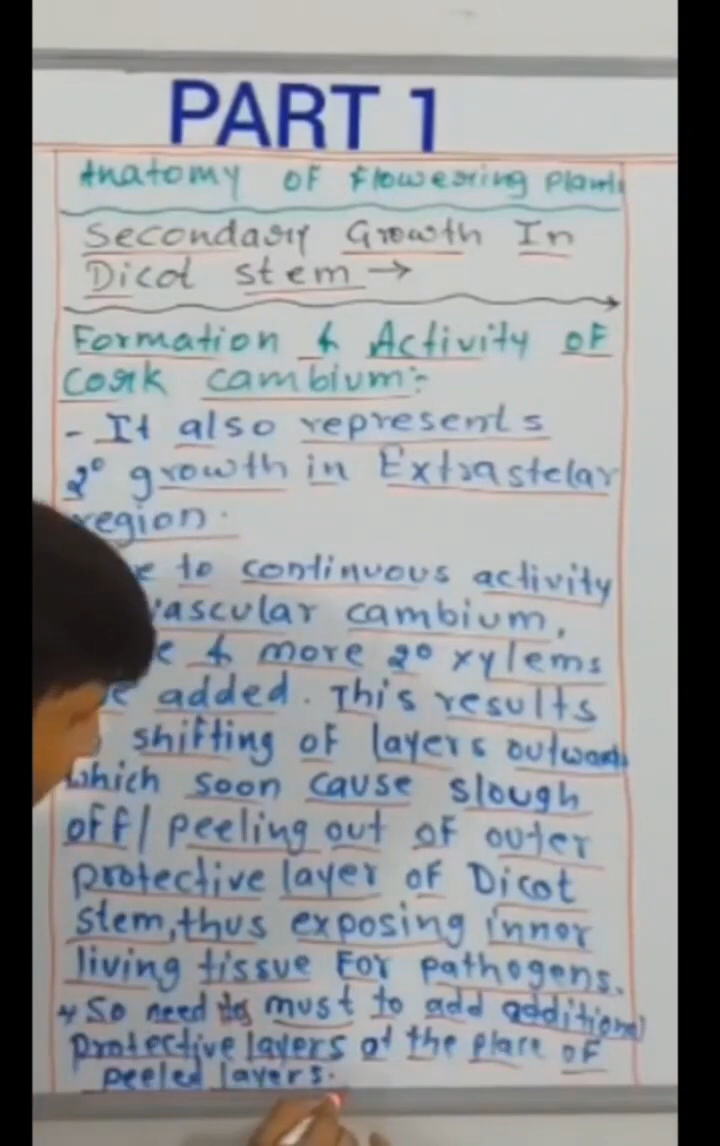 PART 1
Anatomy of Flowering Plants
Secondary Growth In
Dicot stem →
Formation & Activity of
Cork cambium:-
- It also represents
2° growth in Extrastelar
region.
to continuous activity
vascular cambium,
& more 2° xylems
added. This results
shifting of layers outwards
which soon cause slough
off/ peeling out of outer
protective layer of Dicot
stem, thus exposing inner
living tissue for pathogens.
So need to must to add additional
protective layers at the place of
peeled layers.